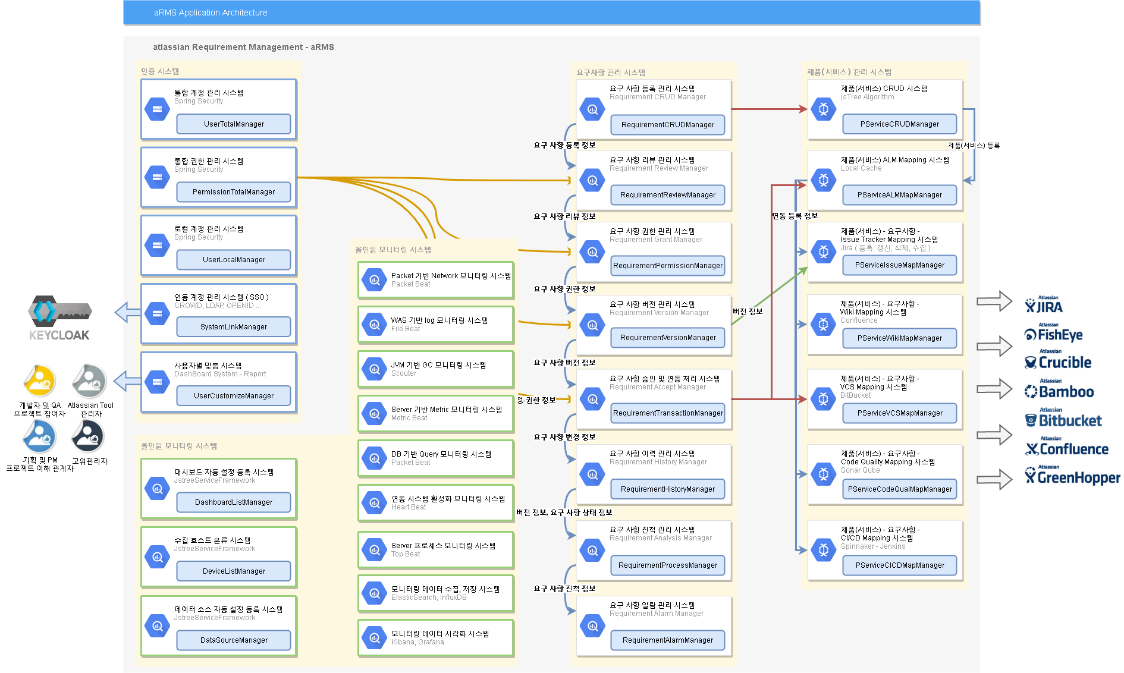 aRMS Application Architecture
atlassian Requirement Management - aRMS
인증 시스템
통합 계정 관리 시스템
Spring Security
UserTotalManager
통합 권한 관리 시스템
Spring Security
PermissionTotalManager
로컬 계정 관리 시스템
Spring Security
UserLocalManager
연동 계정 관리 시스템 ( SSO )
CROWD, LDAP, OPENID ...
SystemLinkManager
사용자별 맞춤 시스템
DashBoard System - Report
UserCustomizeManager
올인원 모니터링 시스템
대시보드 자동 설정 등록 시스템
JstreeServiceFramework
DashboardListManager
수집 호스트 분류 시스템
JstreeServiceFramework
DeviceListManager
데이터 소스 자동 설정 등록 시스템
JstreeServiceFramework
DataSourceManager
KEYCLOAK
개발자 및 QA
프로젝트 참여자
Atlassian Tool
관리자
기획 및 PM
프로젝트 이해 관계자
고위관리자
올인원 모니터링 시스템
Packet 기반 Network 모니터링 시스템
Packet Beat
WAS 기반 log 모니터링 시스템
File Beat
JVM 기반 GC 모니터링 시스템
Scouter
Server 기반 Metric 모니터링 시스템
Metric Beat
DB 기반 Query 모니터링 시스템
Packet Beat
연동 시스템 활성화 모니터링 시스템
Heart Beat
Server 프로세스 모니터링 시스템
Top Beat
모니터링 데이터 수집, 저장 시스템
ElasticSearch, InfluxDB
모니터링 데이터 시각화 시스템
Kibana, Grafana
요구사항 관리 시스템
요구 사항 등록 관리 시스템
Requirement CRUD Manager
RequirementCRUDManager
요구 사항 등록 정보
요구 사항 리뷰 관리 시스템
Requirement Review Manager
RequirementReviewManager
요구 사항 리뷰 정보
요구 사항 권한 관리 시스템
Requirement Grant Manager
RequirementPermissionManager
요구 사항 권한 정보
요구 사항 버전 관리 시스템
Requirement Version Manager
RequirementVersionManager
버전 정보
요구 사항 버전 정보
요구 사항 승인 및 연동 처리 시스템
Requirement Accept Manager
RequirementTransactionManager
권한 정보
요구 사항 변경 정보
요구 사항 이력 관리 시스템
Requirement History Manager
RequirementHistoryManager
버전 정보, 요구 사항 상태 정보
요구 사항 진척 관리 시스템
Requirement Analysis Manager
RequirementProcessManager
요구 사항 진척 정보
요구 사항 알림 관리 시스템
Requirement Alarm Manager
RequirementAlarmManager
제품(서비스) 관리 시스템
제품(서비스) CRUD 시스템
jsTree Algorithm
PServiceCRUDManager
제품(서비스) 등록
제품(서비스) ALM Mapping 시스템
Local Cache
PServiceALMMapManager
연동 등록 정보
제품(서비스) - 요구사항 -
Issue Tracker Mapping 시스템
Jira ( 등록, 갱신, 삭제, 수집 )
PServiceIssueMapManager
제품(서비스) - 요구사항 -
Wiki Mapping 시스템
Confluence
PServiceWikiMapManager
제품(서비스) - 요구사항 -
VCS Mapping 시스템
BitBucket
PServiceVCSMapManager
제품(서비스) - 요구사항 -
Code Quality Mapping 시스템
Sonar Qube
PServiceCodeQualMapManager
제품(서비스) - 요구사항 -
CI/CD Mapping 시스템
Spinnaker - Jenkins
PServiceCICDMapManager
Atlassian
JIRA
Atlassian
FishEye
Atlassian
Crucible
Atlassian
Bamboo
Atlassian
Bitbucket
Atlassian
Confluence
Atlassian
GreenHopper